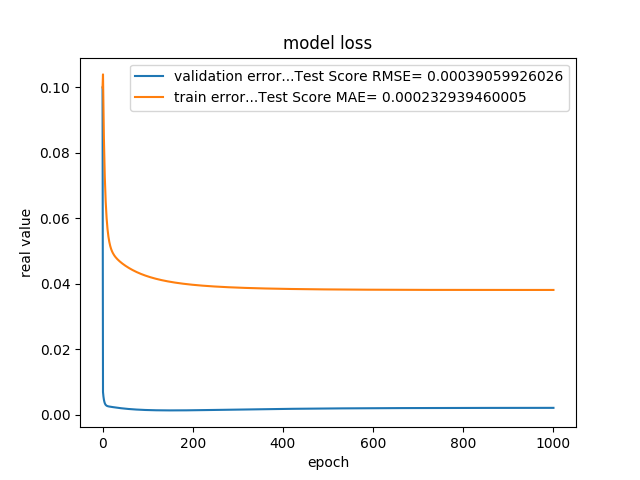 model loss
validation error...Test Score RMSE= 0.00039059926026
train error...Test Score MAE= 0.000232939460005
real value
0.10
0.08
0.06
0.04
0.02
0.00
0 200 400 600 800 1000
epoch